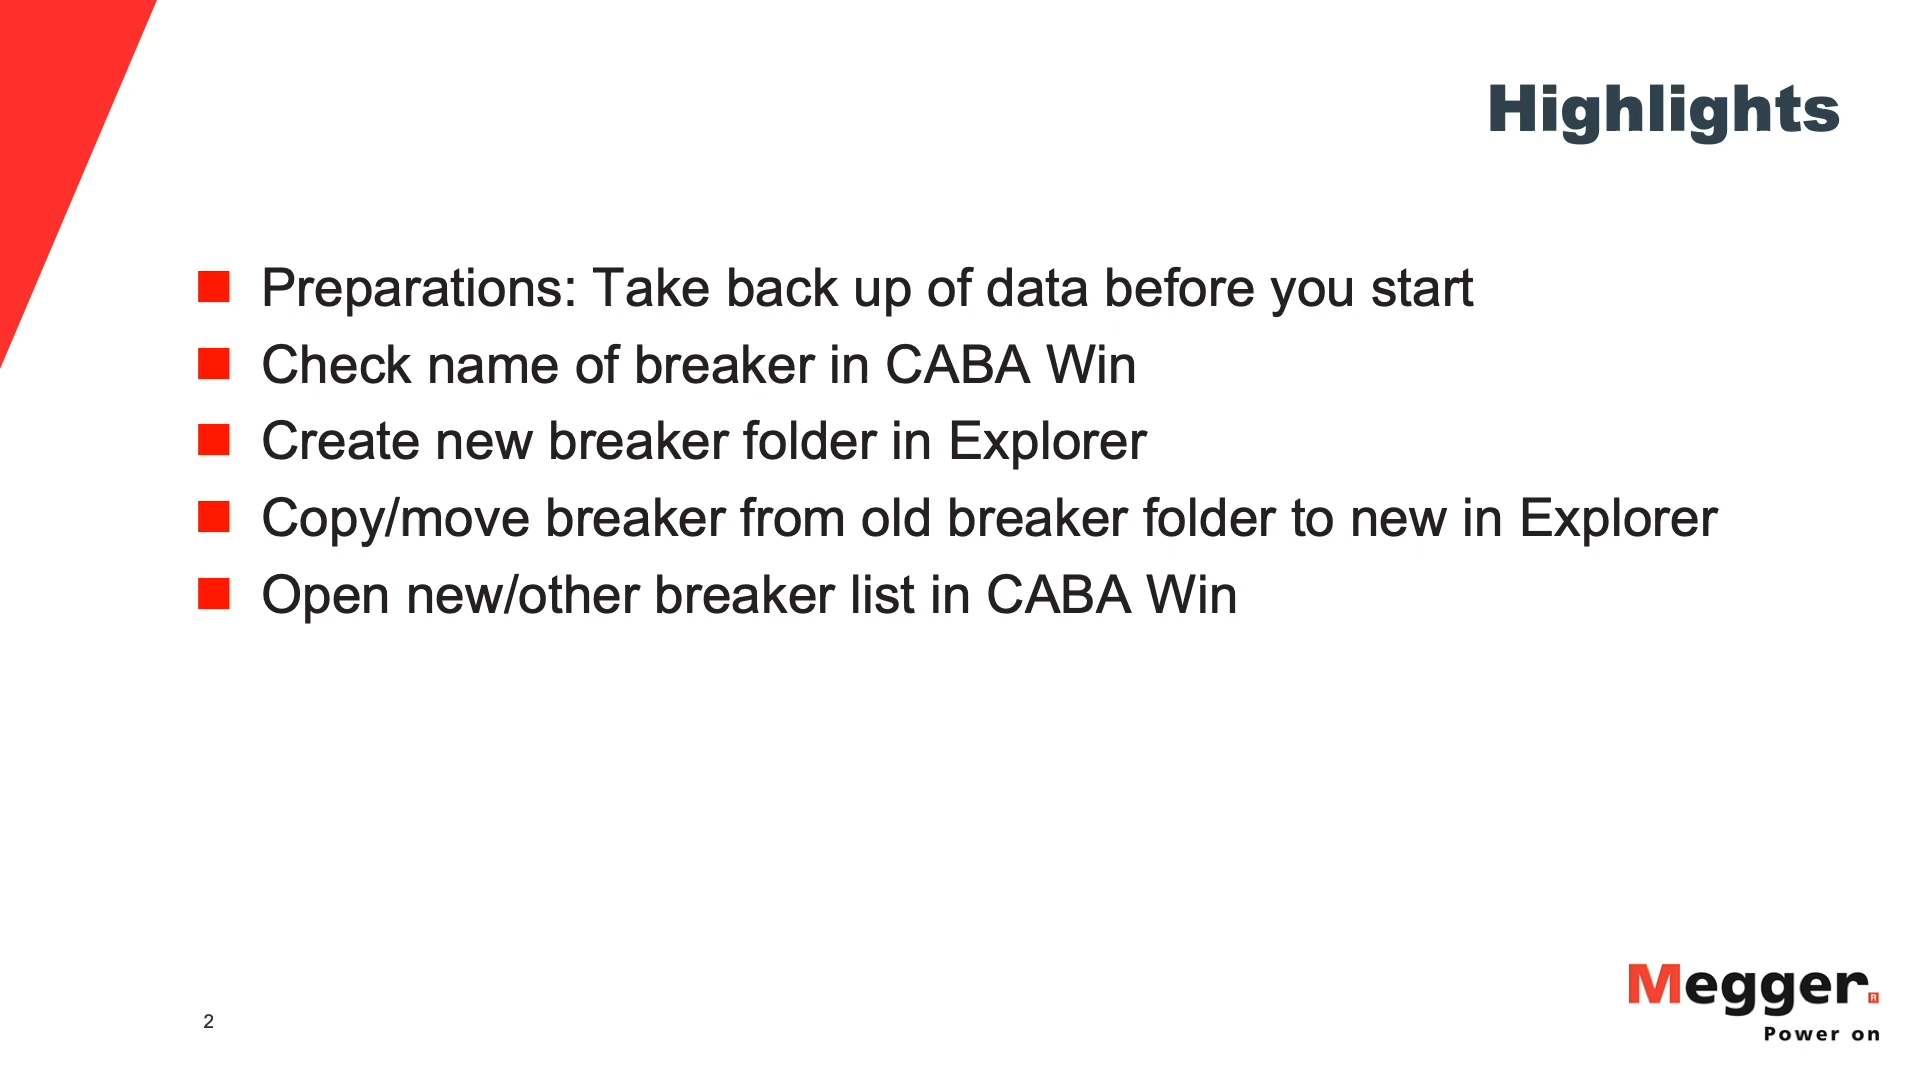 Highlights
Preparations: Take back up of data before you start
Check name of breaker in CABA Win
Create new breaker folder in Explorer
Copy/move breaker from old breaker folder to new in Explorer
Open new/other breaker list in CABA Win
2
Megger®
Power on